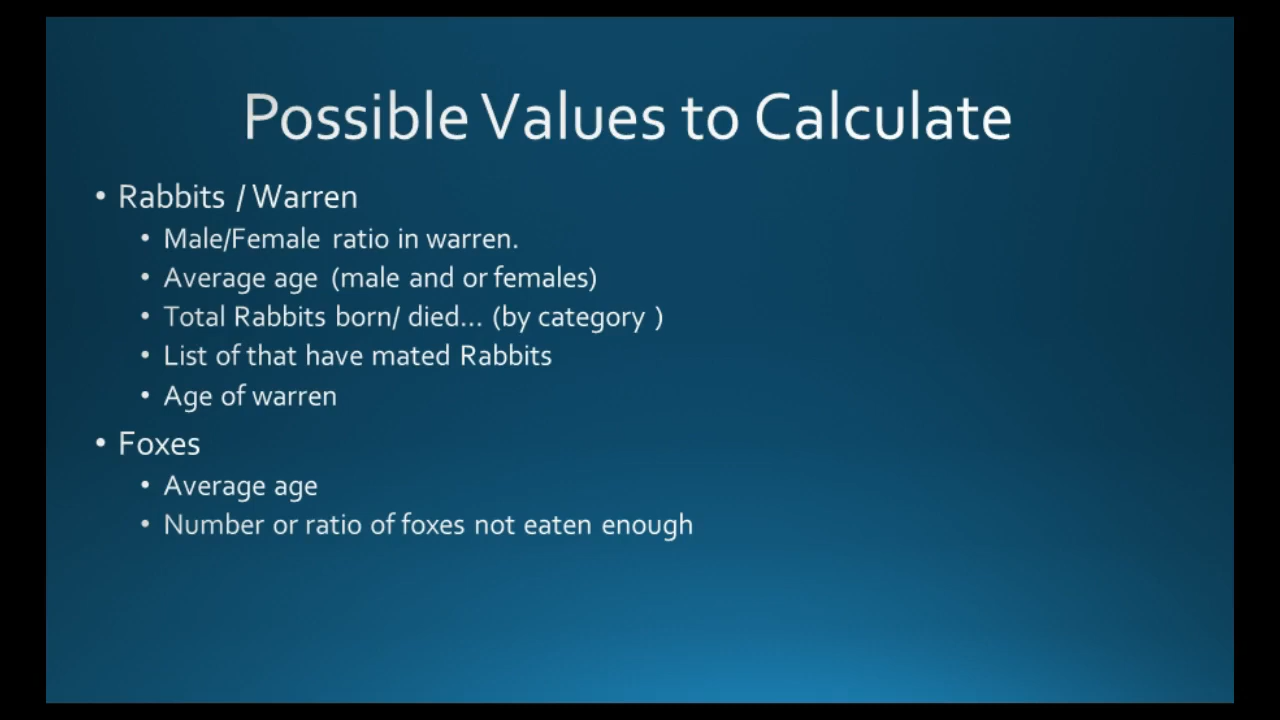 Possible Values to Calculate
• Rabbits / Warren
• Male/Female ratio in warren.
• Average age (male and or females)
• Total Rabbits born/ died... (by category )
• List of that have mated Rabbits
• Age of warren
• Foxes
• Average age
• Number or ratio of foxes not eaten enough